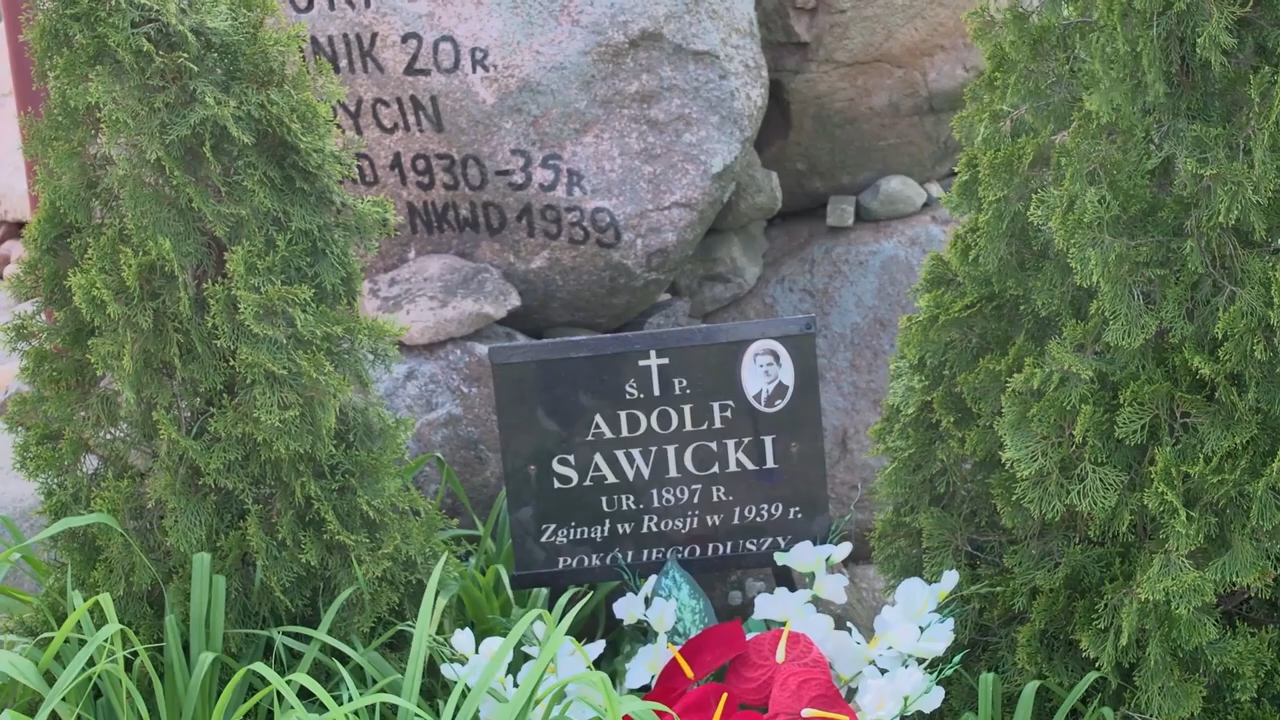 NIK 20 R.
YCIN
D 1930-35 R
NKWD 1939
Ś. P.
ADOLF
SAWICKI
UR. 1897 R.
Zginął w Rosji w 1939 r.
POKÓJ JEGO DUSZY